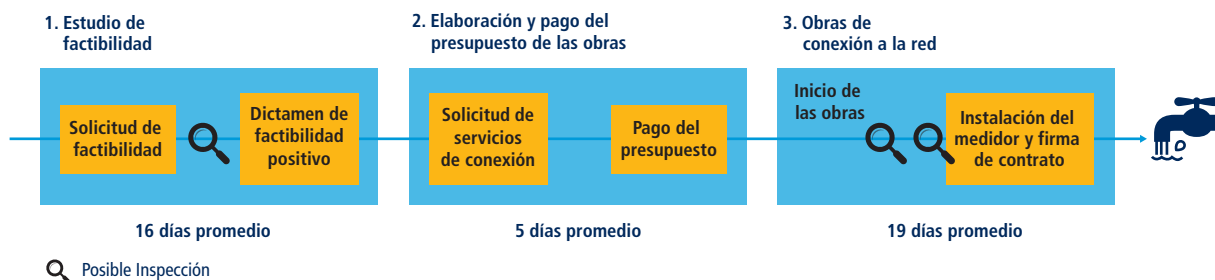 1. Estudio de
factibilidad
Solicitud de
factibilidad
Dictamen de
factibilidad
positivo
16 días promedio
2. Elaboración y pago del
presupuesto de las obras
Solicitud de
servicios
de conexión
Pago del
presupuesto
5 días promedio
3. Obras de
conexión a la red
Inicio de
las obras
Instalación del
medidor y firma
de contrato
19 días promedio
Posible Inspección